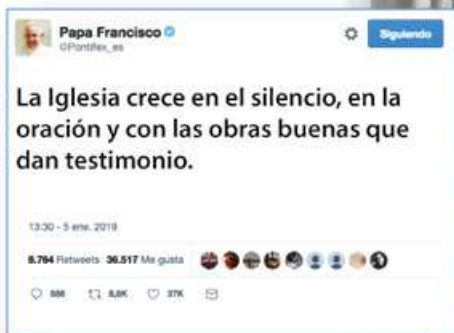 Papa Francisco
@Pontifex_es
Siguiendo
La Iglesia crece en el silencio, en la
oración y con las obras buenas que
dan testimonio.
13:30 - 5 ene. 2019
8.764 Retweets 36.517 Me gusta
886 8,8K 37K